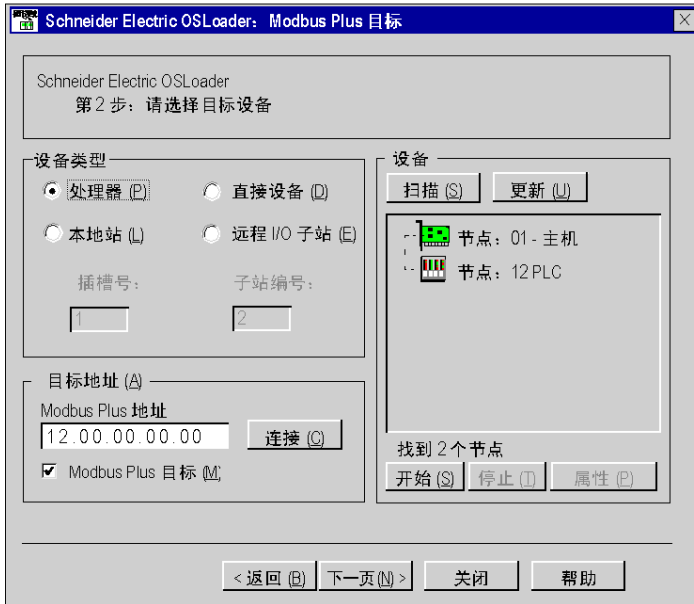 Schneider Electric OSLoader：Modbus Plus 目标
Schneider Electric OSLoader
第2步：请选择目标设备
设备类型
处理器 (P)
直接设备 (D)
本地站 (L)
远程 I/O 子站 (E)
插槽号：
子站编号：
1
2
目标地址 (A)
Modbus Plus 地址
12.00.00.00.00
连接 (C)
Modbus Plus 目标 (M)
设备
扫描 (S)
更新 (U)
节点：01 - 主机
节点：12 PLC
找到 2 个节点
开始 (S)
停止 (T)
属性 (P)
< 返回 (B)
下一页 (N) >
关闭
帮助